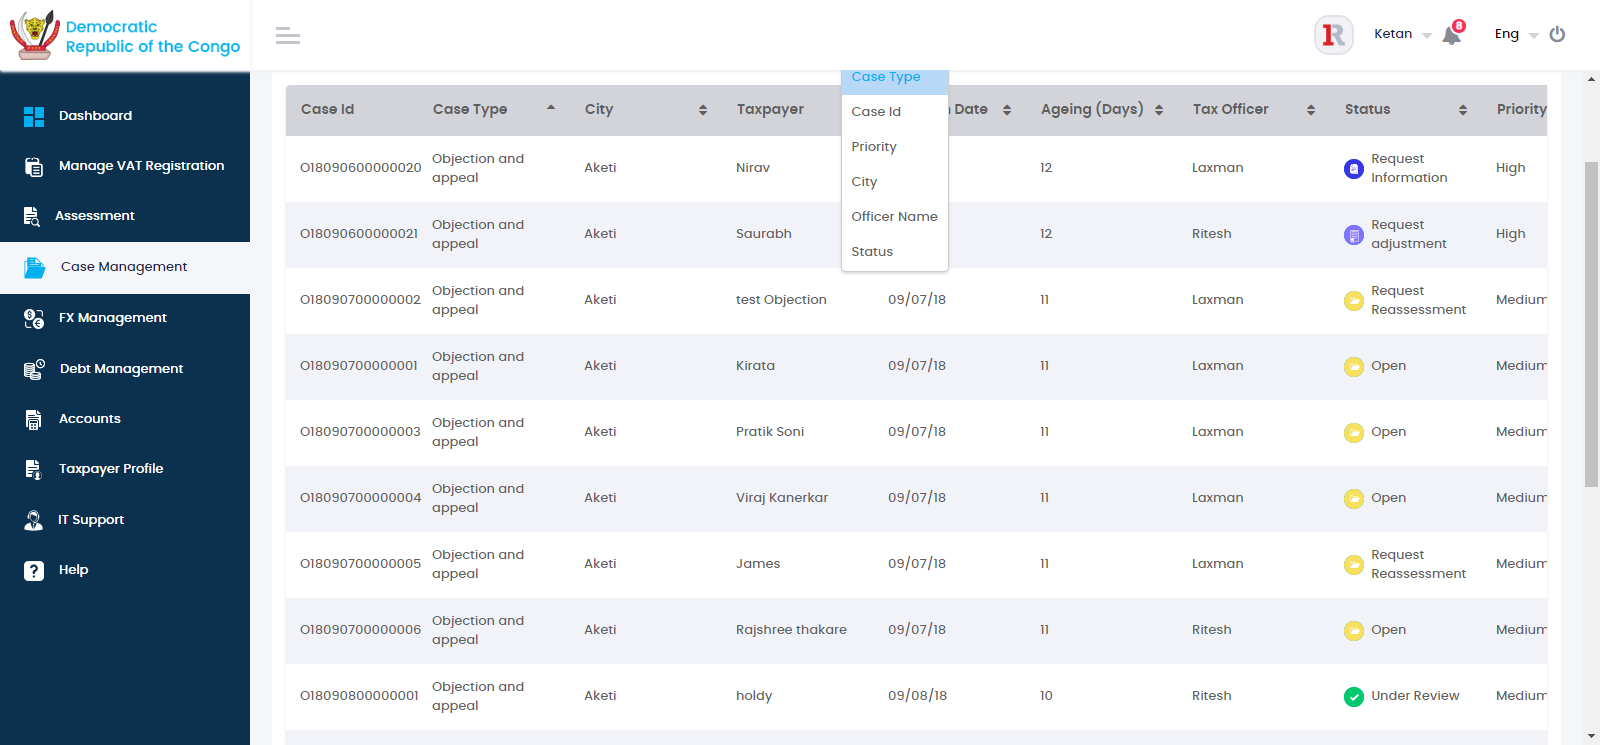 Democratic
Republic of the Congo
1R
Ketan
8
Eng
Dashboard
Manage VAT Registration
Assessment
Case Management
FX Management
Debt Management
Accounts
Taxpayer Profile
IT Support
Help
Case Type
Case Id
Priority
City
Officer Name
Status
Case Id Case Type City Taxpayer Date Ageing (Days) Tax Officer Status Priority
O18090600000020 Objection and appeal Aketi Nirav 12 Laxman Request Information High
O18090600000021 Objection and appeal Aketi Saurabh 12 Ritesh Request adjustment High
O18090700000002 Objection and appeal Aketi test Objection 09/07/18 11 Laxman Request Reassessment Medium
O18090700000001 Objection and appeal Aketi Kirata 09/07/18 11 Laxman Open Medium
O18090700000003 Objection and appeal Aketi Pratik Soni 09/07/18 11 Laxman Open Medium
O18090700000004 Objection and appeal Aketi Viraj Kanerkar 09/07/18 11 Laxman Open Medium
O18090700000005 Objection and appeal Aketi James 09/07/18 11 Laxman Request Reassessment Medium
O18090700000006 Objection and appeal Aketi Rajshree thakare 09/07/18 11 Ritesh Open Medium
O18090800000001 Objection and appeal Aketi holdy 09/08/18 10 Ritesh Under Review Medium